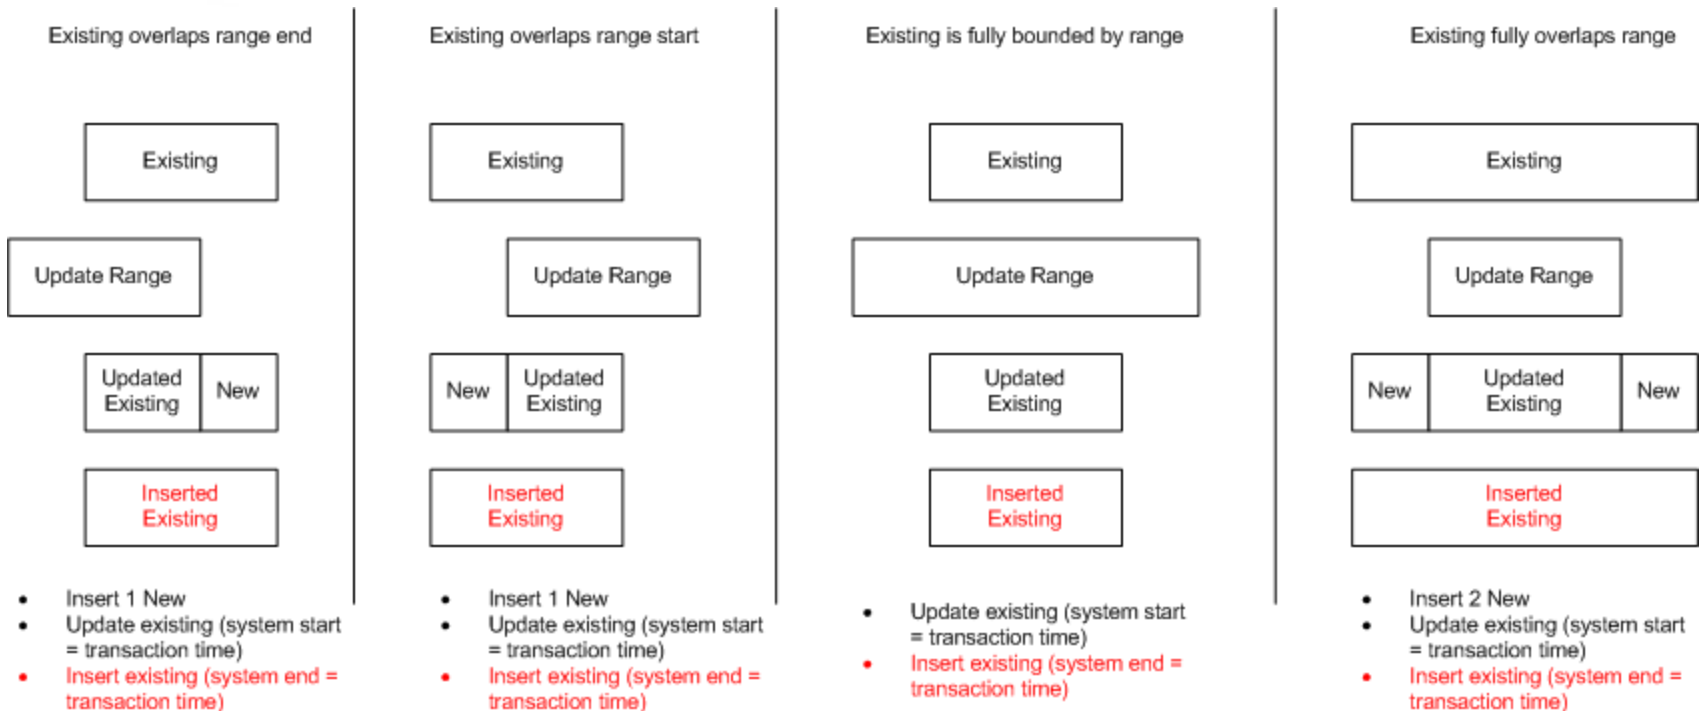 Existing overlaps range end
Existing
Update Range
Updated
Existing
New
Inserted
Existing
• Insert 1 New
• Update existing (system start
= transaction time)
• Insert existing (system end =
transaction time)
Existing overlaps range start
Existing
Update Range
New
Updated
Existing
Inserted
Existing
• Insert 1 New
• Update existing (system start
= transaction time)
• Insert existing (system end =
transaction time)
Existing is fully bounded by range
Existing
Update Range
Updated
Existing
Inserted
Existing
• Update existing (system start
= transaction time)
• Insert existing (system end =
transaction time)
Existing fully overlaps range
Existing
Update Range
New
Updated
Existing
New
Inserted
Existing
• Insert 2 New
• Update existing (system start
= transaction time)
• Insert existing (system end =
transaction time)